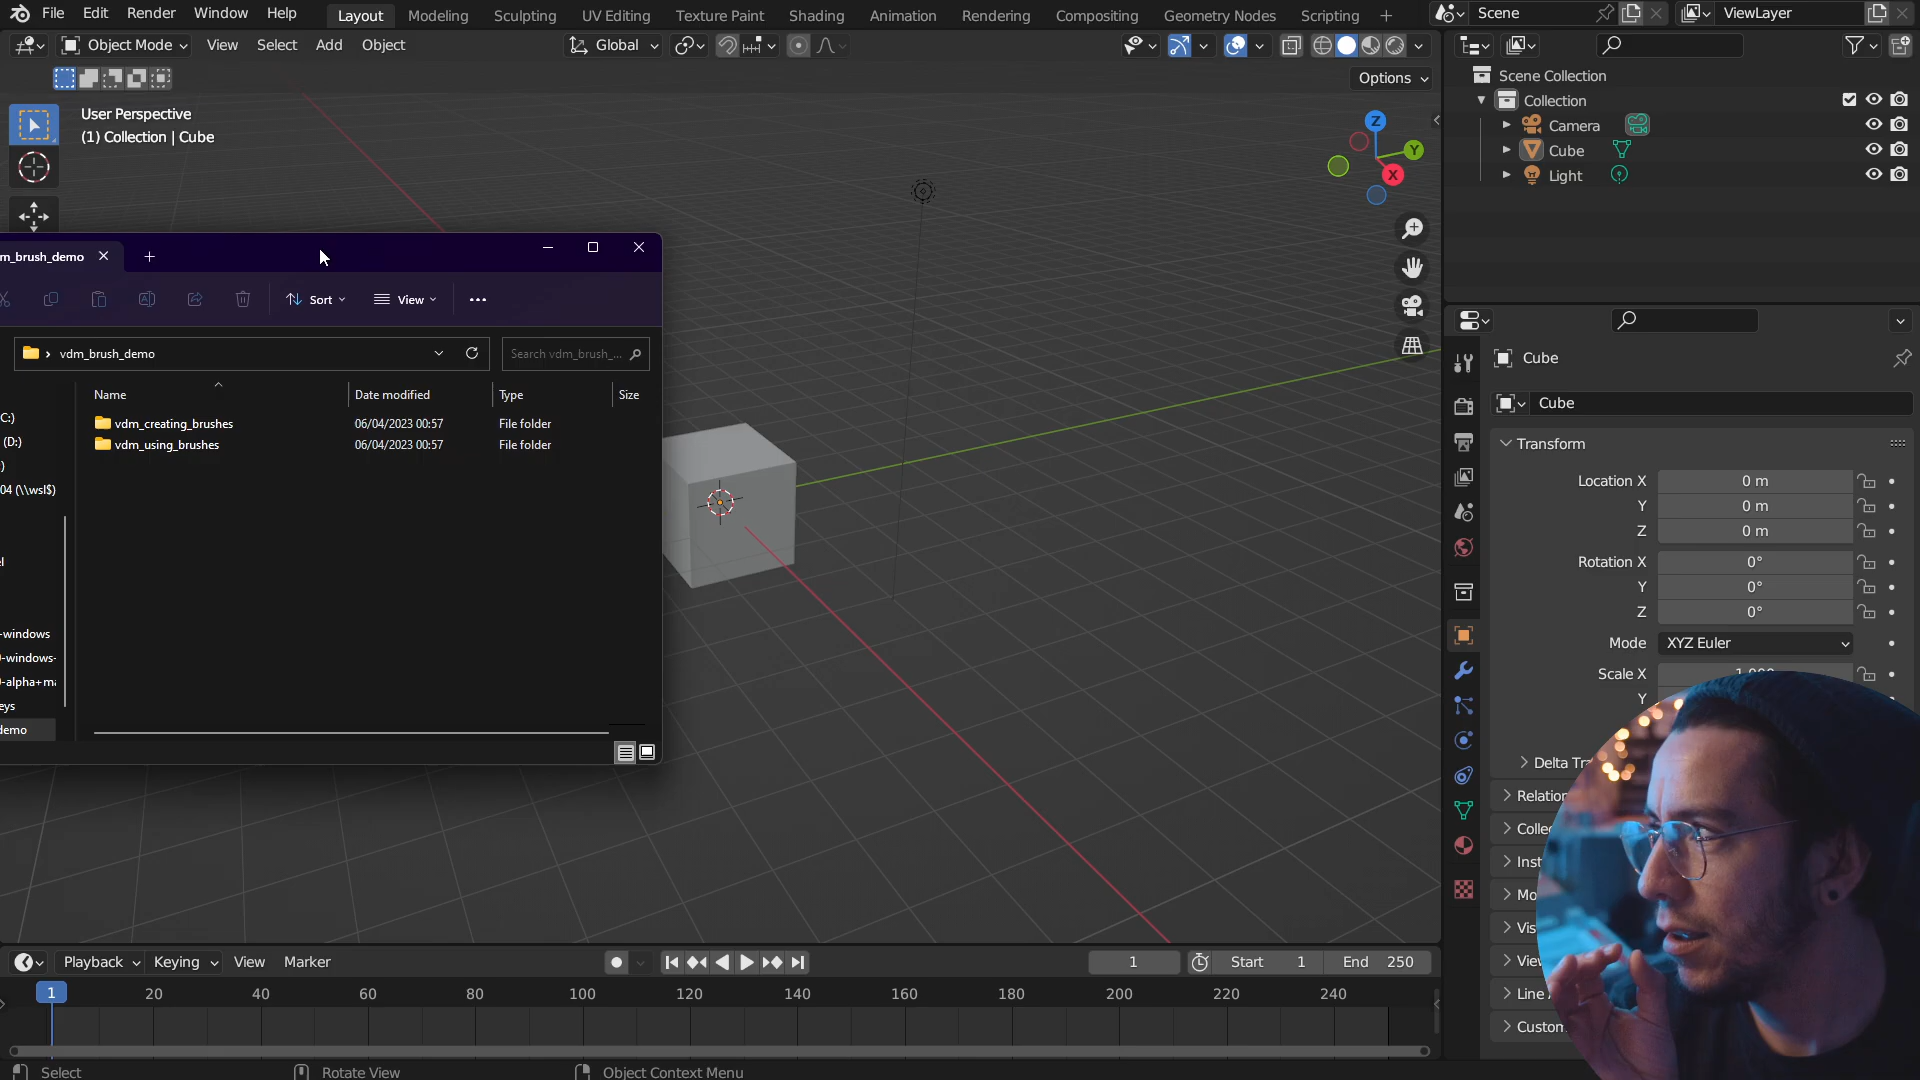 File Edit Render Window Help Layout Modeling Sculpting UV Editing Texture Paint Shading Animation Rendering Compositing Geometry Nodes Scripting + Scene ViewLayer
Object Mode View Select Add Object Global
Options
User Perspective
(1) Collection | Cube
Z
Y
X
Scene Collection
Collection
Camera
Cube
Light
m_brush_demo
Sort View
vdm_brush_demo
Search vdm_brush_...
Name Date modified Type Size
vdm_creating_brushes 06/04/2023 00:57 File folder
vdm_using_brushes 06/04/2023 00:57 File folder
C:)
(D:)
)
04 (\\wsl$)
-windows
-windows-
-alpha+m
eys
demo
Cube
Cube
Transform
Location X 0 m
Y 0 m
Z 0 m
Rotation X 0°
Y 0°
Z 0°
Mode XYZ Euler
Scale X
Y
Delta Tra
Relation
Colle
Inst
Mo
Vis
View
Line
Custom
Playback Keying View Marker
1 Start 1 End 250
1 20 40 60 80 100 120 140 160 180 200 220 240
Select Rotate View Object Context Menu